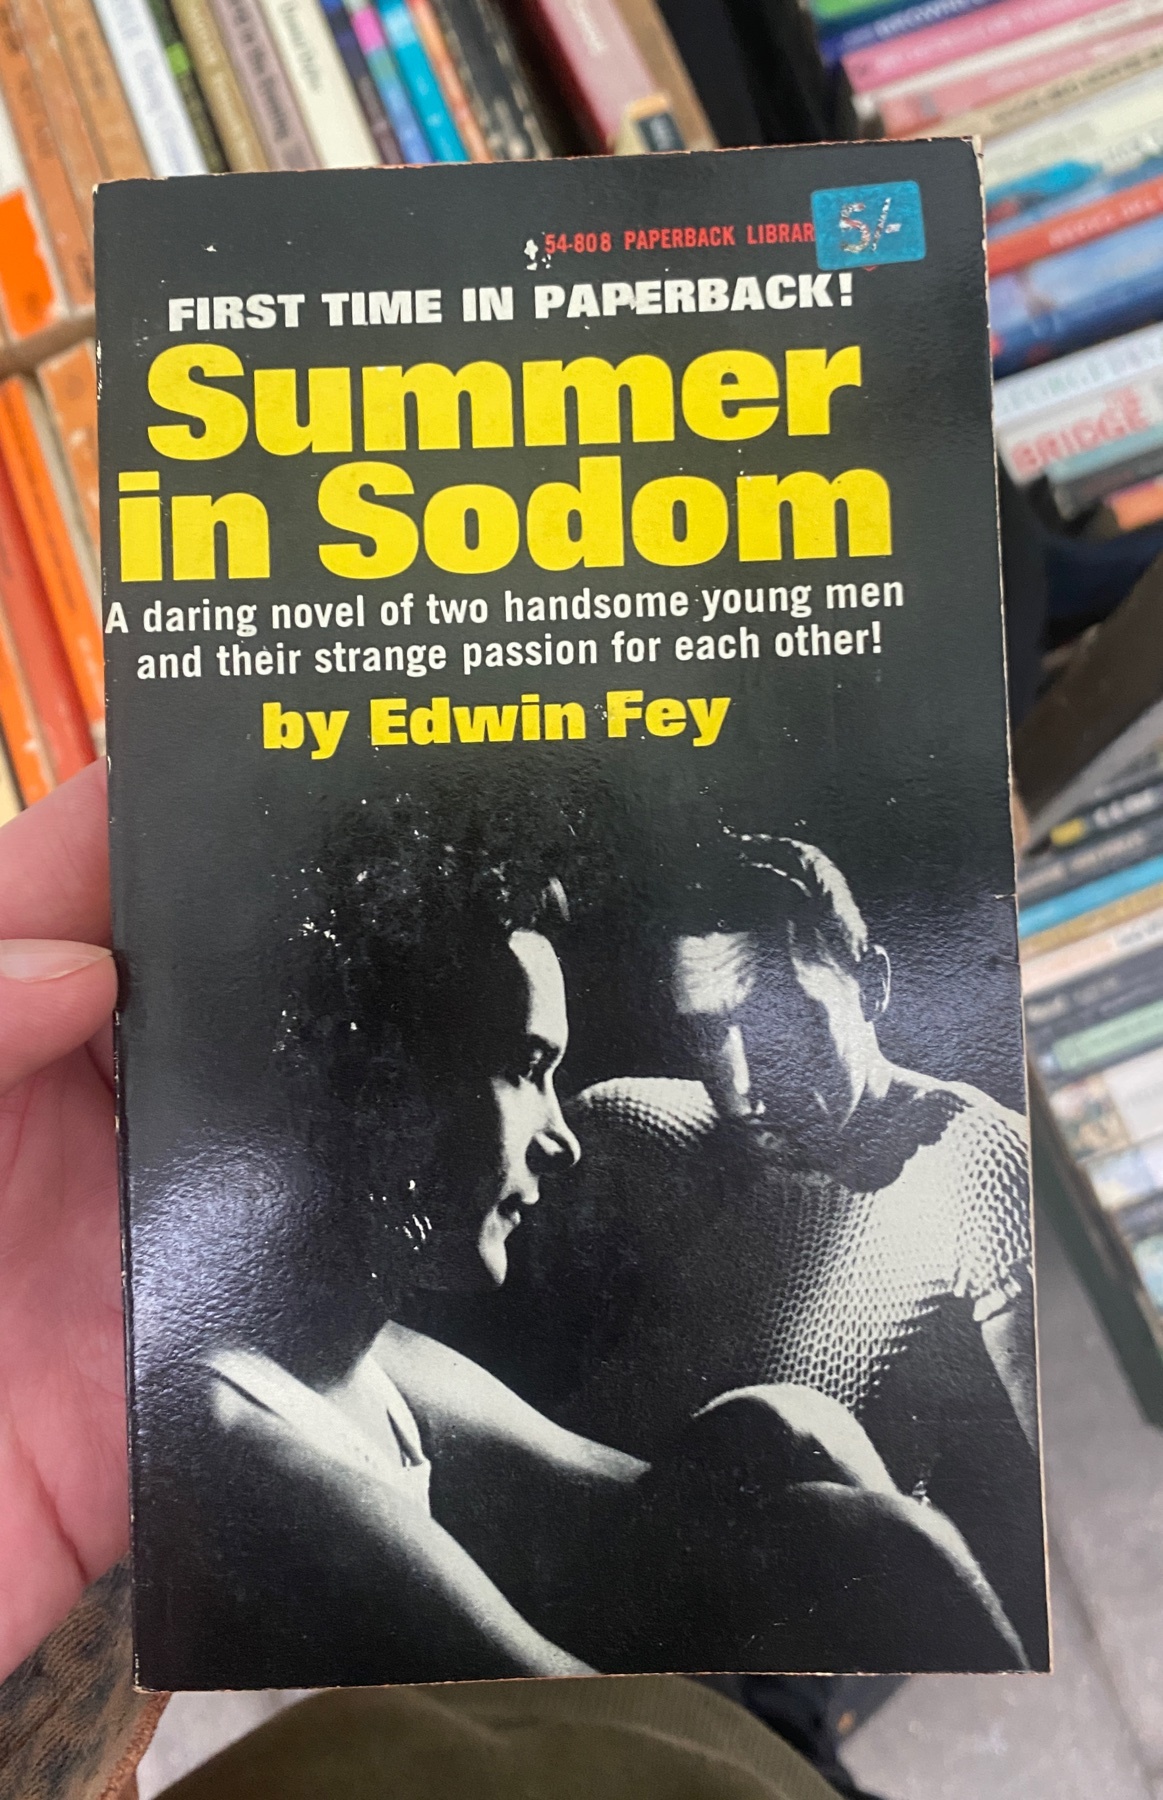 54-808 PAPERBACK LIBRAR
5/-
FIRST TIME IN PAPERBACK!
Summer
in Sodom
A daring novel of two handsome young men
and their strange passion for each other!
by Edwin Fey
BRIDGE